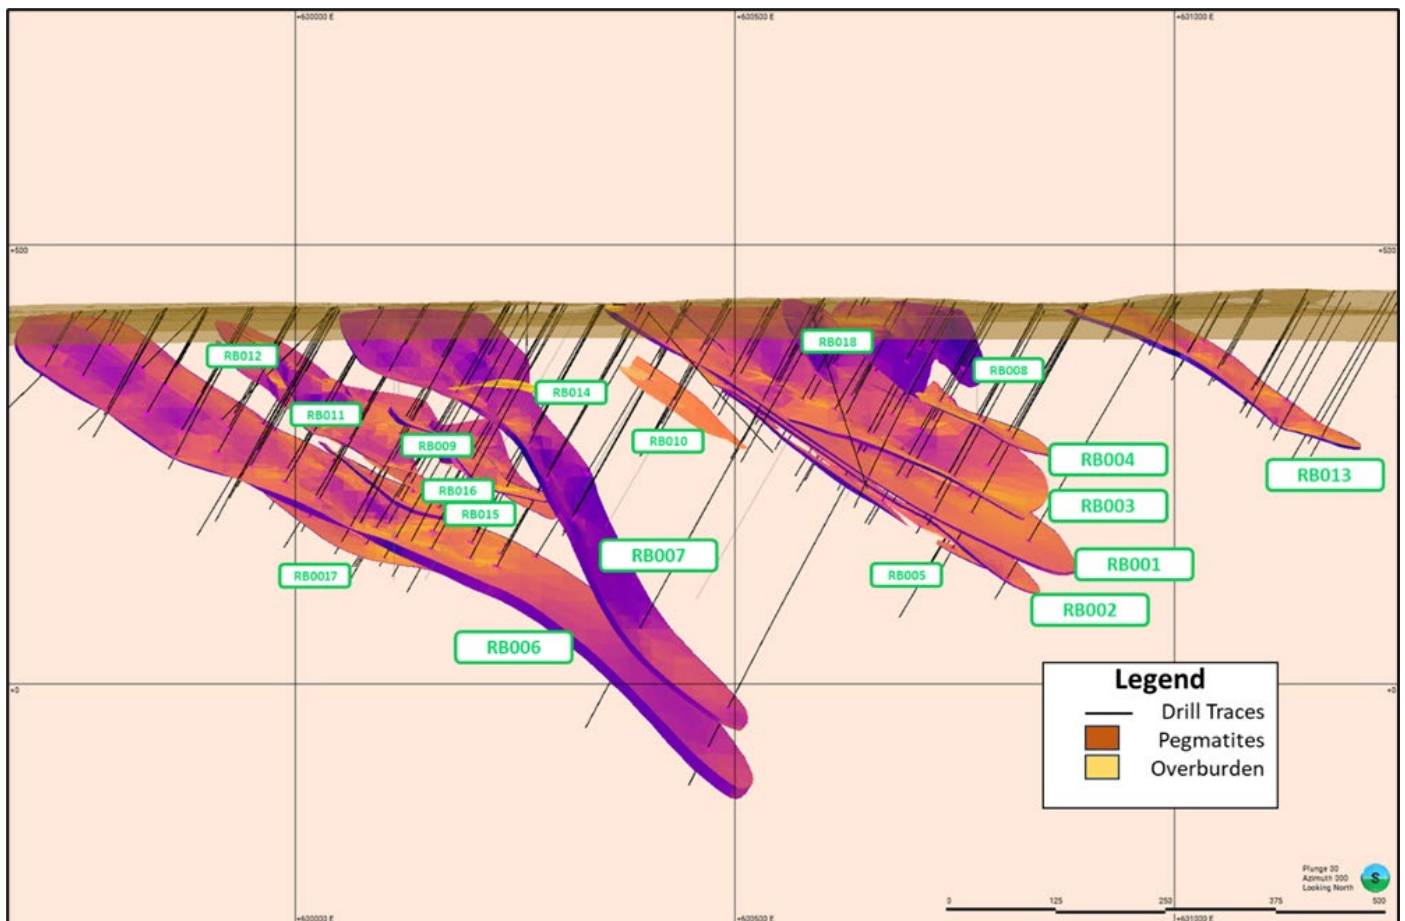 +600000 E
+600500 E
+601000 E
+500
+500
RB012
RB018
RB008
RB014
RB011
RB009
RB010
RB004
RB013
RB016
RB003
RB015
RB007
RB001
RB0017
RB005
RB002
RB006
Legend
+0
+0
Drill Traces
Pegmatites
Overburden
Plunge 00
Azimuth 000
Looking North
S
0
125
250
375
500
+600000 E
+600500 E
+601000 E